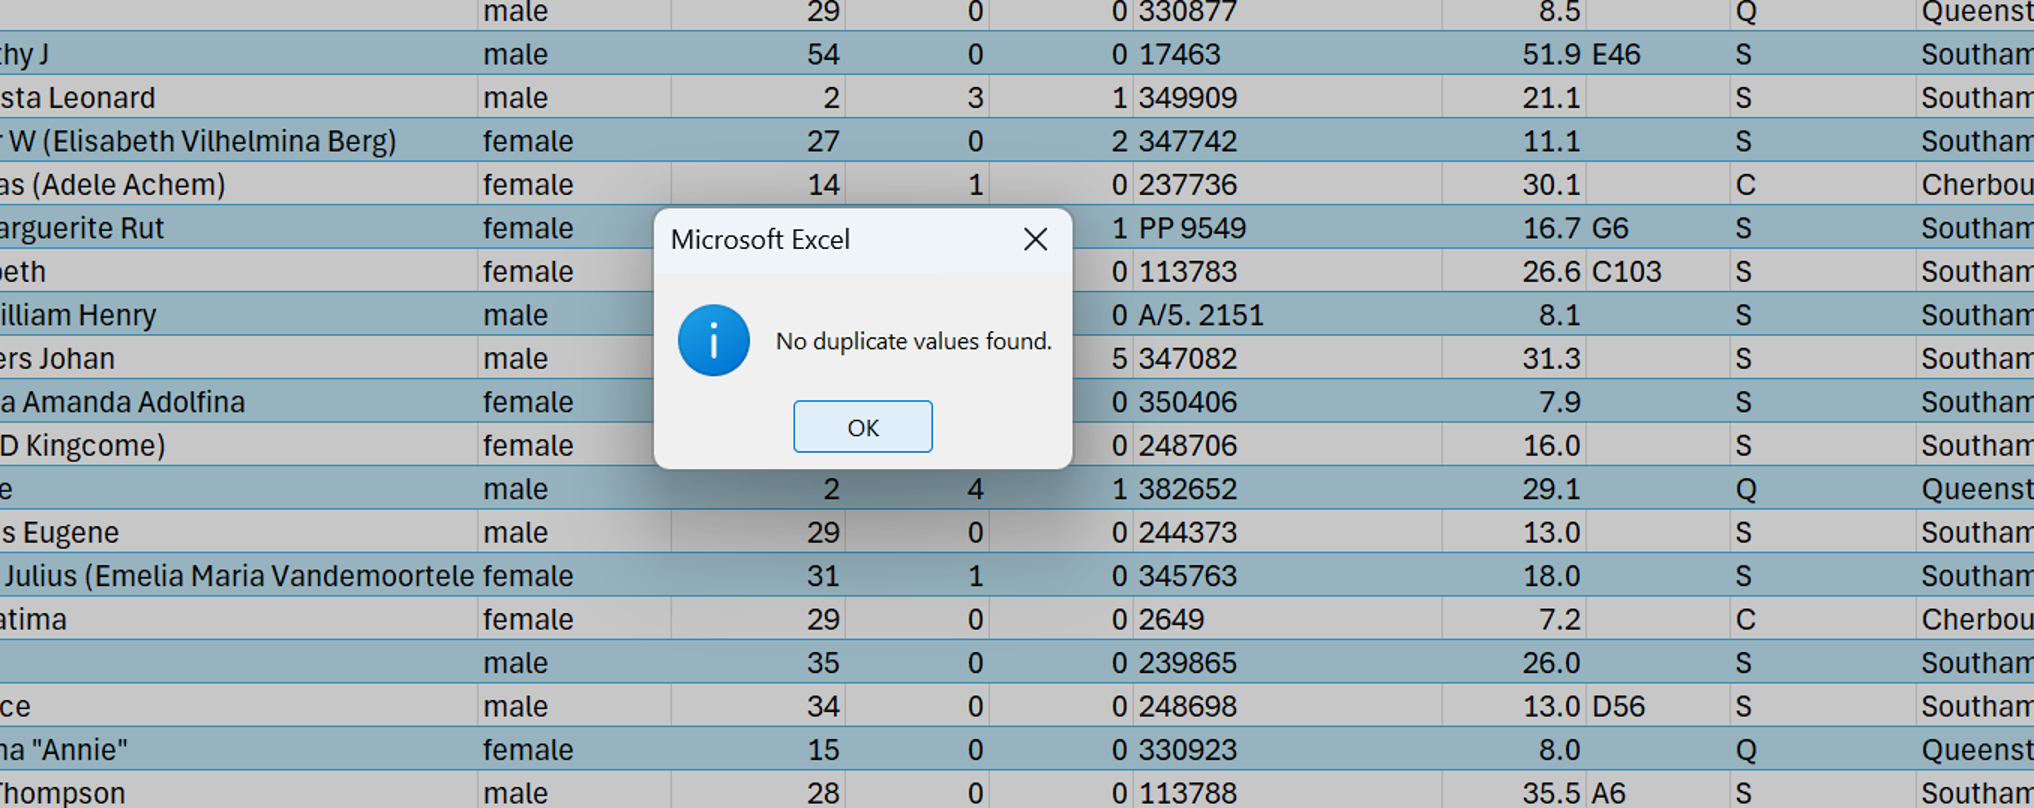 male 29 0 0 330877 8.5 Q Queenst
thy J male 54 0 0 17463 51.9 E46 S Southam
sta Leonard male 2 3 1 349909 21.1 S Southam
r W (Elisabeth Vilhelmina Berg) female 27 0 2 347742 11.1 S Southam
as (Adele Achem) female 14 1 0 237736 30.1 C Cherbou
arguerite Rut female 1 PP 9549 16.7 G6 S Southam
beth female 0 113783 26.6 C103 S Southam
illiam Henry male 0 A/5. 2151 8.1 S Southam
ers Johan male 5 347082 31.3 S Southam
a Amanda Adolfina female 0 350406 7.9 S Southam
D Kingcome) female 0 248706 16.0 S Southam
Microsoft Excel
No duplicate values found.
OK
e male 2 4 1 382652 29.1 Q Queenst
s Eugene male 29 0 0 244373 13.0 S Southam
Julius (Emelia Maria Vandemoortele female 31 1 0 345763 18.0 S Southam
atima female 29 0 0 2649 7.2 C Cherbou
male 35 0 0 239865 26.0 S Southam
ce male 34 0 0 248698 13.0 D56 S Southam
na "Annie" female 15 0 0 330923 8.0 Q Queenst
Thompson male 28 0 0 113788 35.5 A6 S Southam